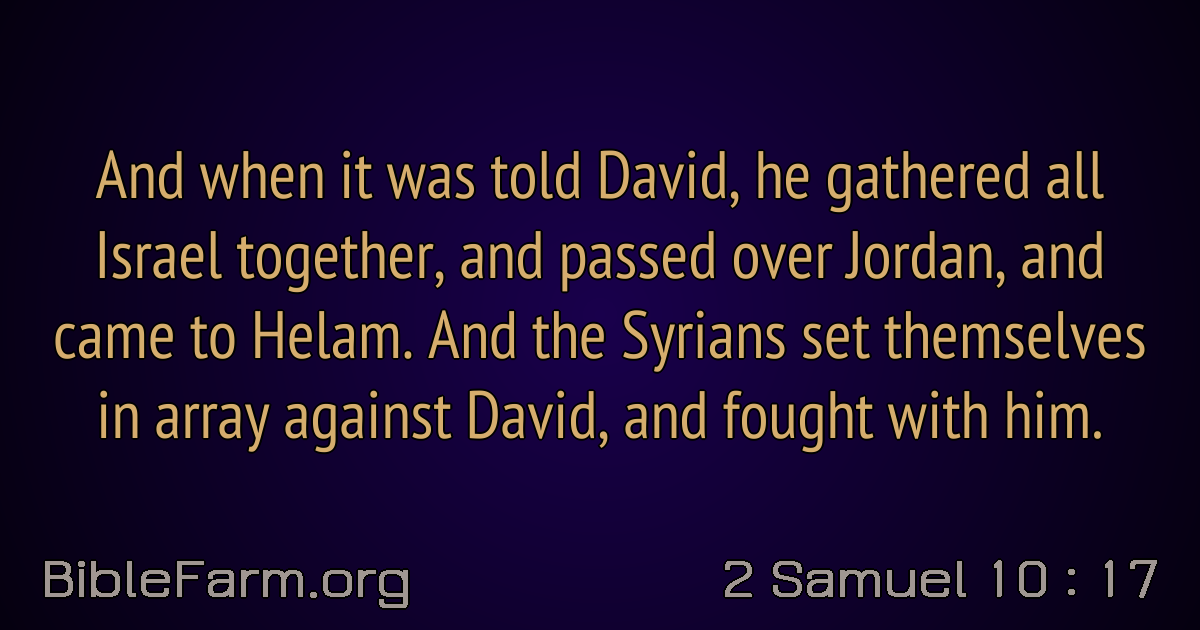 And when it was told David, he gathered all
Israel together, and passed over Jordan, and
came to Helam. And the Syrians set themselves
in array against David, and fought with him.
BibleFarm.org
2 Samuel 10 : 17